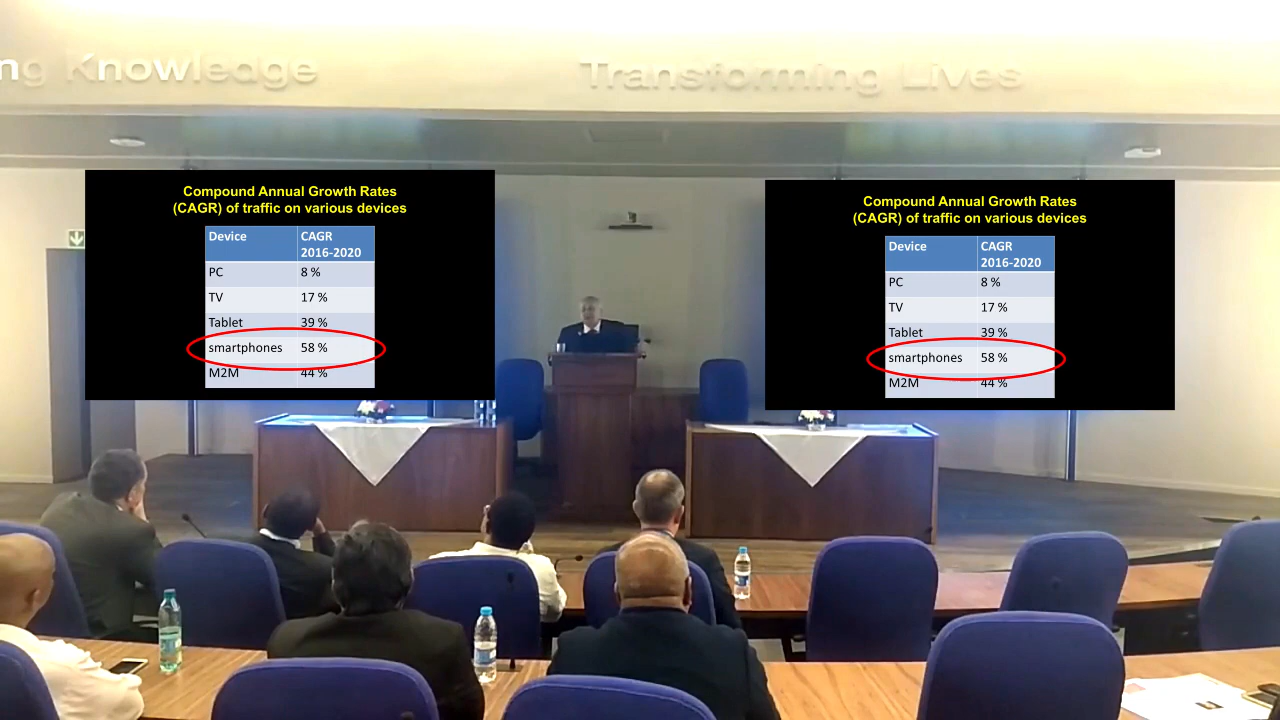 ng Knowledge
Transforming Lives
Compound Annual Growth Rates
(CAGR) of traffic on various devices
Device CAGR
2016-2020
PC 8 %
TV 17 %
Tablet 39 %
smartphones 58 %
M2M 44 %
Compound Annual Growth Rates
(CAGR) of traffic on various devices
Device CAGR
2016-2020
PC 8 %
TV 17 %
Tablet 39 %
smartphones 58 %
M2M 44 %